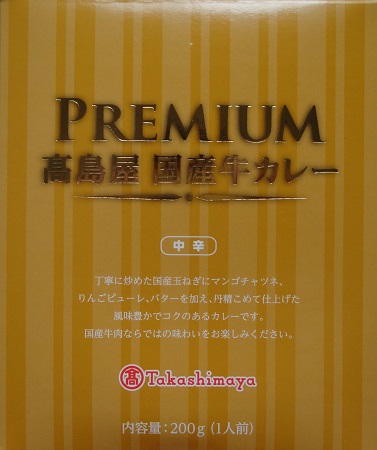 PREMIUM
髙島屋 国産牛カレー
中辛
丁寧に炒めた国産玉ねぎにマンゴチャツネ、
りんごピューレ、バターを加え、丹精こめて仕上げた
風味豊かでコクのあるカレーです。
国産牛肉ならではの味わいをお楽しみください。
髙 Takashimaya
内容量:200g(1人前)